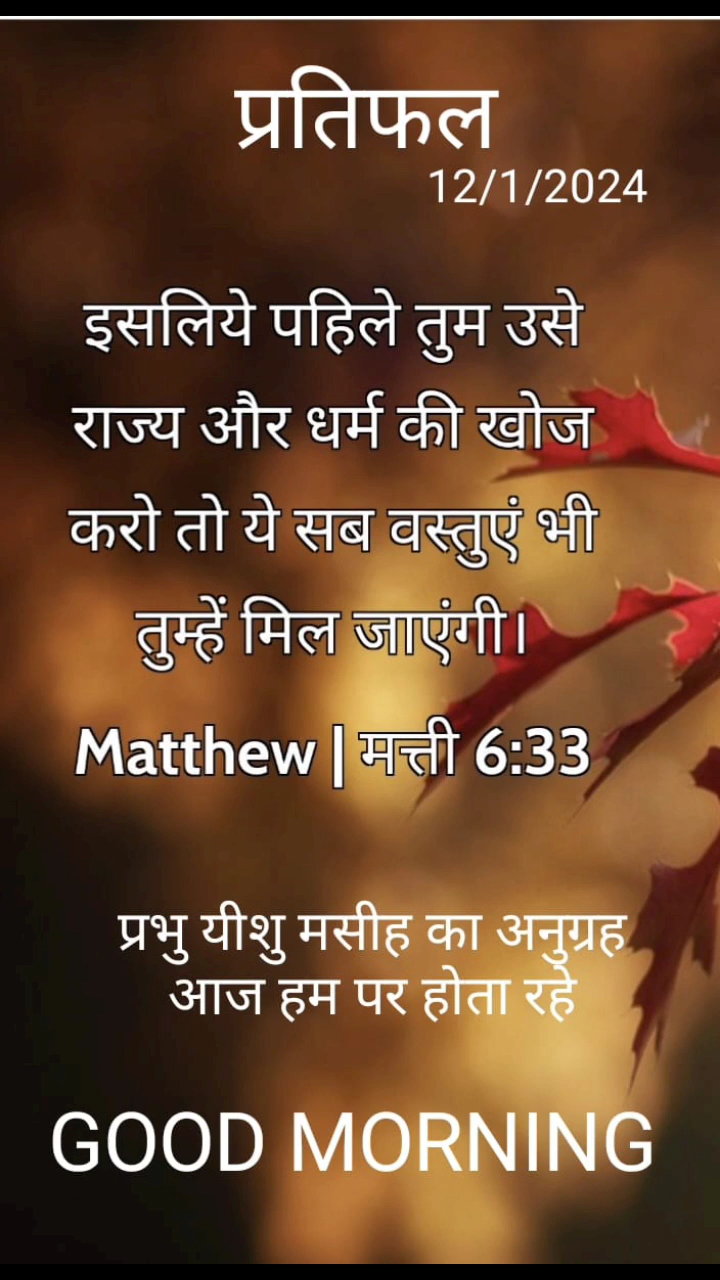 प्रतिफल
12/1/2024
इसलिये पहिले तुम उसे
राज्य और धर्म की खोज
करो तो ये सब वस्तुएं भी
तुम्हें मिल जाएंगी।
Matthew | मत्ती 6:33
प्रभु यीशु मसीह का अनुग्रह
आज हम पर होता रहे
GOOD MORNING